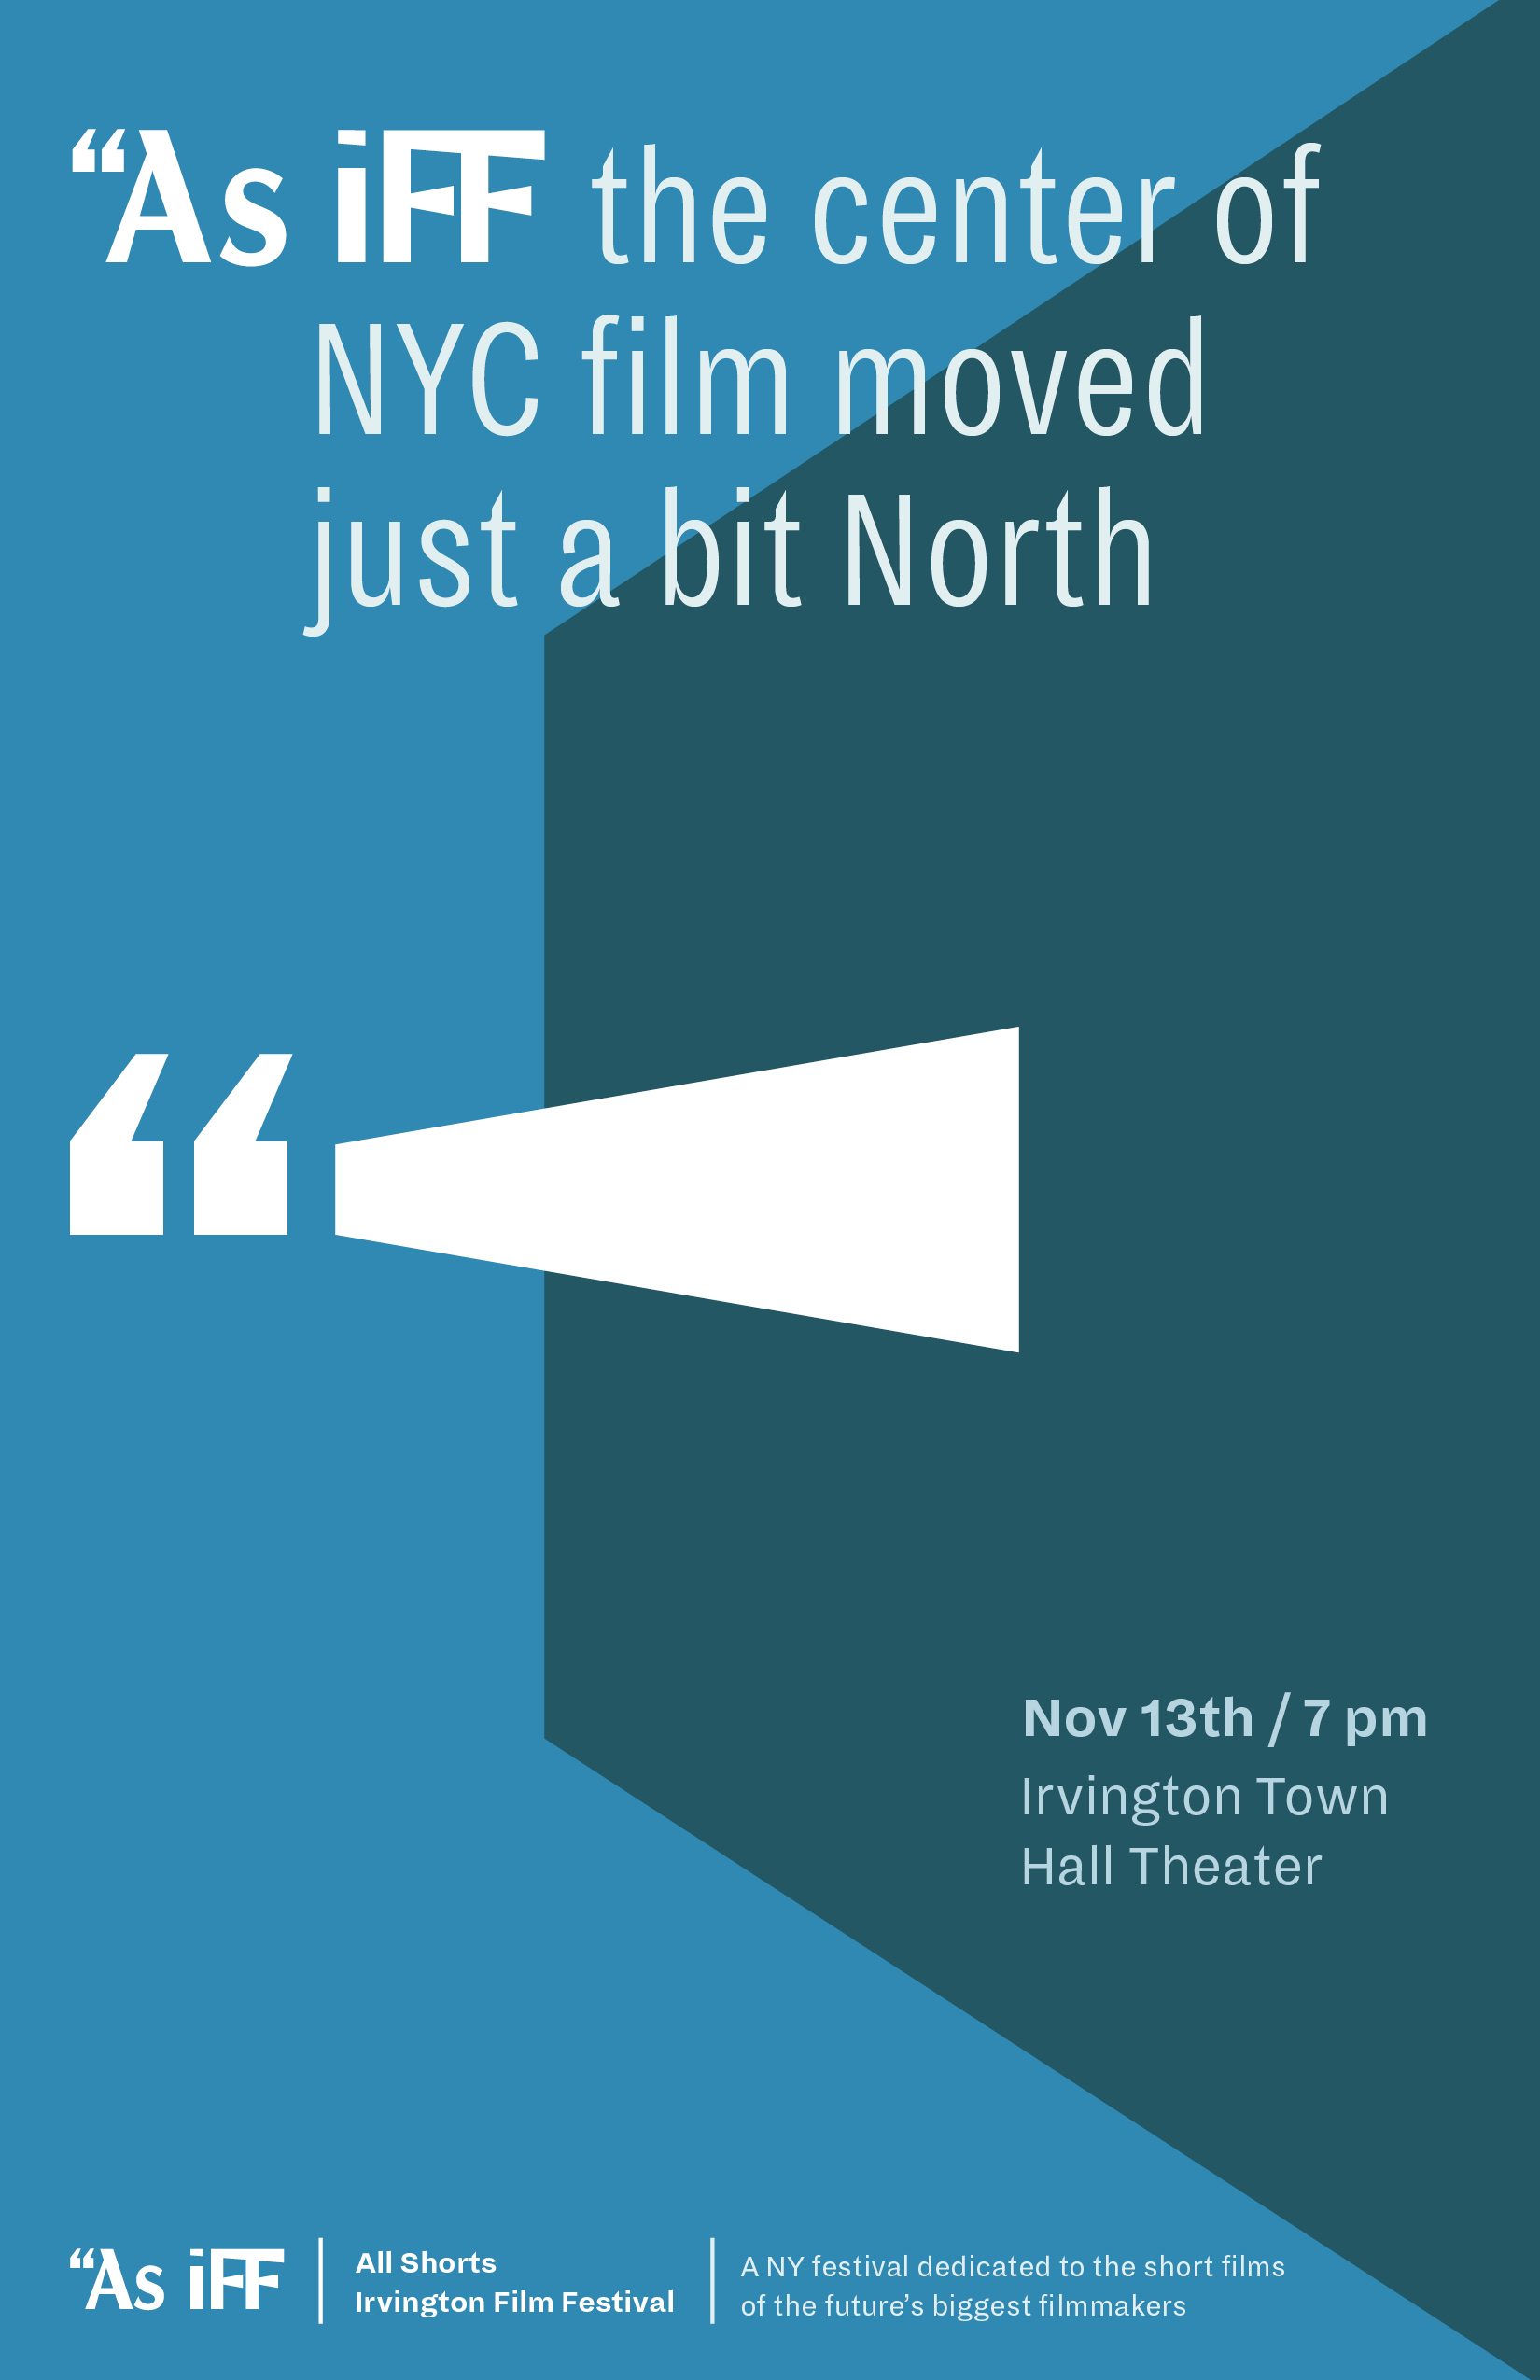 “As iFF the center of
NYC film moved
just a bit North
“
Nov 13th / 7 pm
Irvington Town
Hall Theater
“As iFF
All Shorts
Irvington Film Festival
A NY festival dedicated to the short films
of the future’s biggest filmmakers